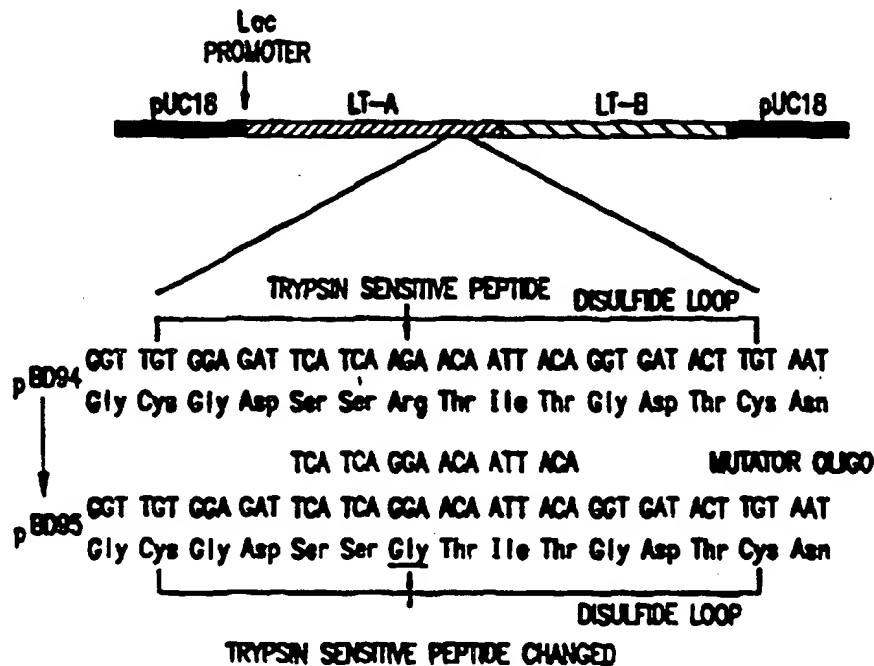 Lac
PROMOTER
pUC18 LT-A LT-B pUC18
TRYPSIN SENSITIVE PEPTIDE
DISULFIDE LOOP
GGT TGT GGA GAT TCA TCA AGA ACA ATT ACA GGT GAT ACT TGT AAT
pBD94
Gly Cys Gly Asp Ser Ser Arg Thr Ile Thr Gly Asp Thr Cys Asn
TCA TCA GGA ACA ATT ACA MUTATOR OLIGO
GGT TGT GGA GAT TCA TCA GGA ACA ATT ACA GGT GAT ACT TGT AAT
pBD95
Gly Cys Gly Asp Ser Ser Gly Thr Ile Thr Gly Asp Thr Cys Asn
DISULFIDE LOOP
TRYPSIN SENSITIVE PEPTIDE CHANGED